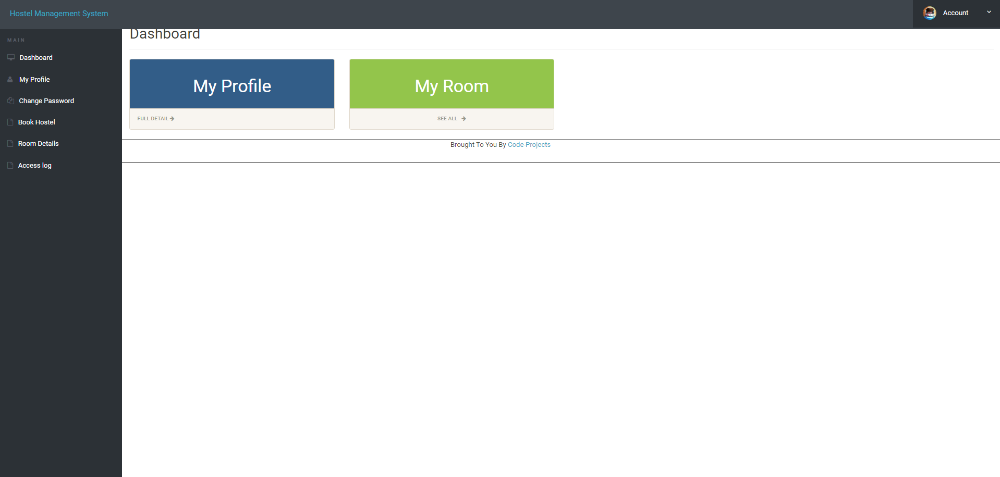 Hostel Management System
Account
MAIN
Dashboard
My Profile
Change Password
Book Hostel
Room Details
Access log
Dashboard
My Profile
FULL DETAIL
My Room
SEE ALL
Brought To You By Code-Projects